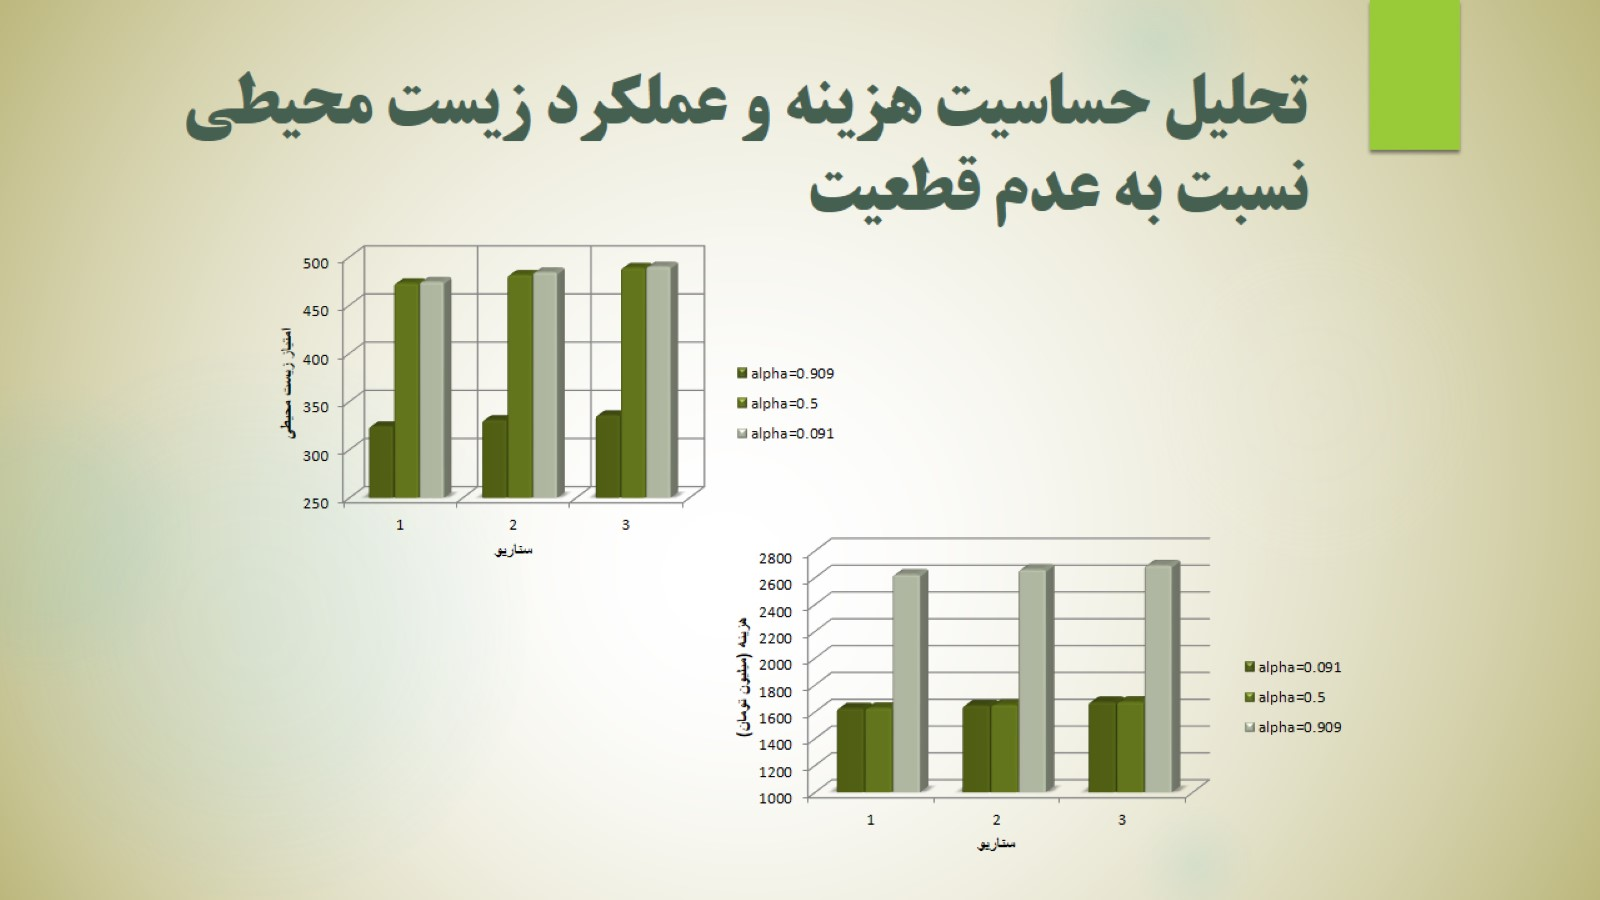 تحلیل حساسیت هزینه و عملکرد زیست محیطی
نسبت به عدم قطعیت
امتیاز زیست محیطی
500
450
400
350
300
250
1 2 3
سناریو
alpha=0.909
alpha=0.5
alpha=0.091
هزینه (میلیون تومان)
2800
2600
2400
2200
2000
1800
1600
1400
1200
1000
1 2 3
سناریو
alpha=0.091
alpha=0.5
alpha=0.909